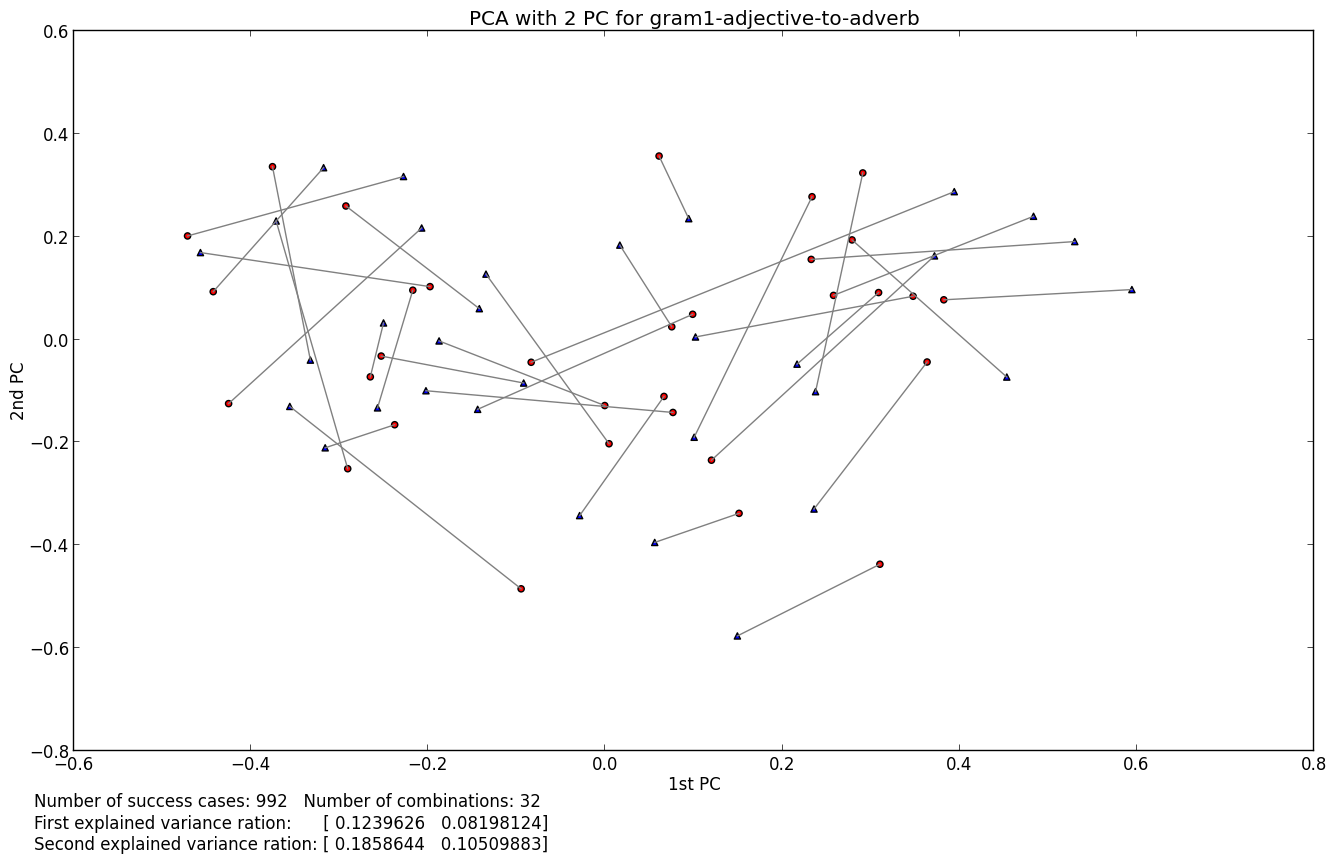 PCA with 2 PC for gram1-adjective-to-adverb
0.6
0.4
0.2
0.0
−0.2
−0.4
−0.6
−0.8
2nd PC
−0.6 −0.4 −0.2 0.0 0.2 0.4 0.6 0.8
1st PC
Number of success cases: 992 Number of combinations: 32
First explained variance ration: [ 0.1239626 0.08198124]
Second explained variance ration: [ 0.1858644 0.10509883]